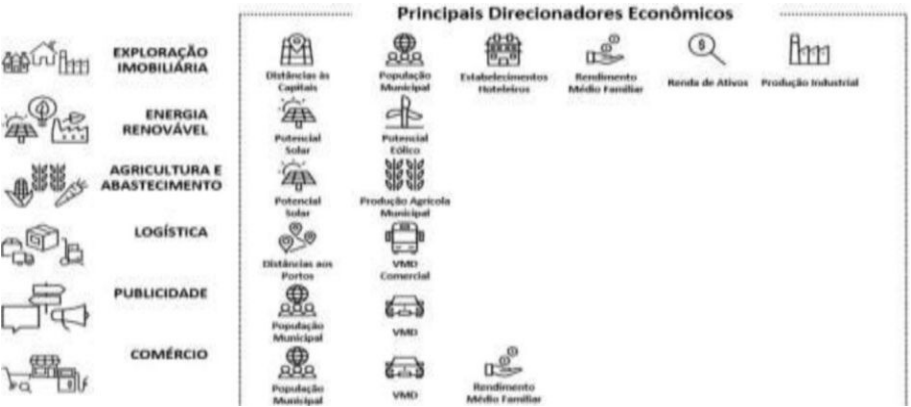 Principais Direcionadores Econômicos
EXPLORAÇÃO
IMOBILIÁRIA
Distâncias às
Capitais
População
Municipal
Estabelecimentos
Hoteleiros
Rendimento
Médio Familiar
Renda de Ativos
Produção Industrial
ENERGIA
RENOVÁVEL
Potencial
Solar
Potencial
Eólico
AGRICULTURA E
ABASTECIMENTO
Potencial
Solar
Produção Agrícola
Municipal
LOGÍSTICA
Distâncias aos
Portos
VMD
Comercial
PUBLICIDADE
População
Municipal
VMD
COMÉRCIO
População
Municipal
VMD
Rendimento
Médio Familiar